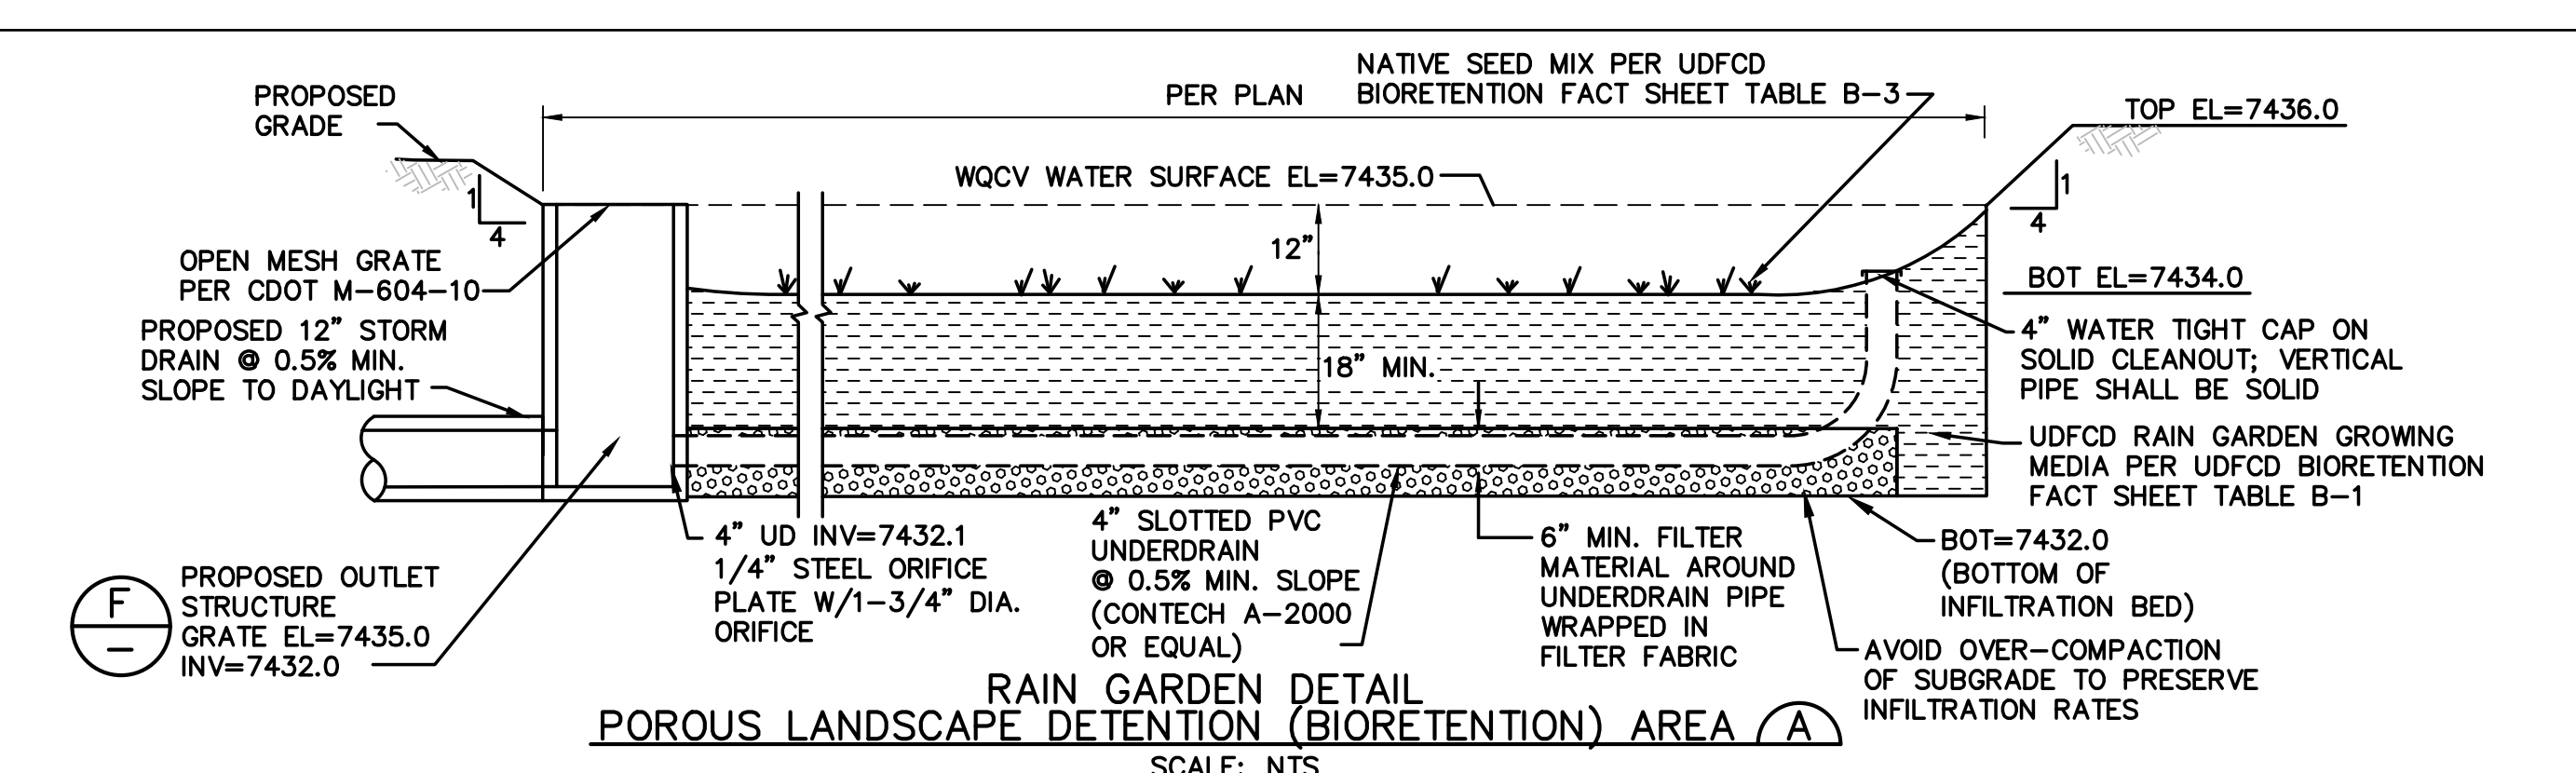 PROPOSED
GRADE
PER PLAN
NATIVE SEED MIX PER UDFCD
BIORETENTION FACT SHEET TABLE B-3
TOP EL=7436.0
WQCV WATER SURFACE EL=7435.0
1
4
1
4
12"
OPEN MESH GRATE
PER CDOT M-604-10
BOT EL=7434.0
PROPOSED 12" STORM
DRAIN @ 0.5% MIN.
SLOPE TO DAYLIGHT
18" MIN.
4" WATER TIGHT CAP ON
SOLID CLEANOUT; VERTICAL
PIPE SHALL BE SOLID
UDFCD RAIN GARDEN GROWING
MEDIA PER UDFCD BIORETENTION
FACT SHEET TABLE B-1
F
-
PROPOSED OUTLET
STRUCTURE
GRATE EL=7435.0
INV=7432.0
4" UD INV=7432.1
1/4" STEEL ORIFICE
PLATE W/1-3/4" DIA.
ORIFICE
4" SLOTTED PVC
UNDERDRAIN
@ 0.5% MIN. SLOPE
(CONTECH A-2000
OR EQUAL)
6" MIN. FILTER
MATERIAL AROUND
UNDERDRAIN PIPE
WRAPPED IN
FILTER FABRIC
BOT=7432.0
(BOTTOM OF
INFILTRATION BED)
AVOID OVER-COMPACTION
OF SUBGRADE TO PRESERVE
INFILTRATION RATES
RAIN GARDEN DETAIL
POROUS LANDSCAPE DETENTION (BIORETENTION) AREA A
SCALE: NTS